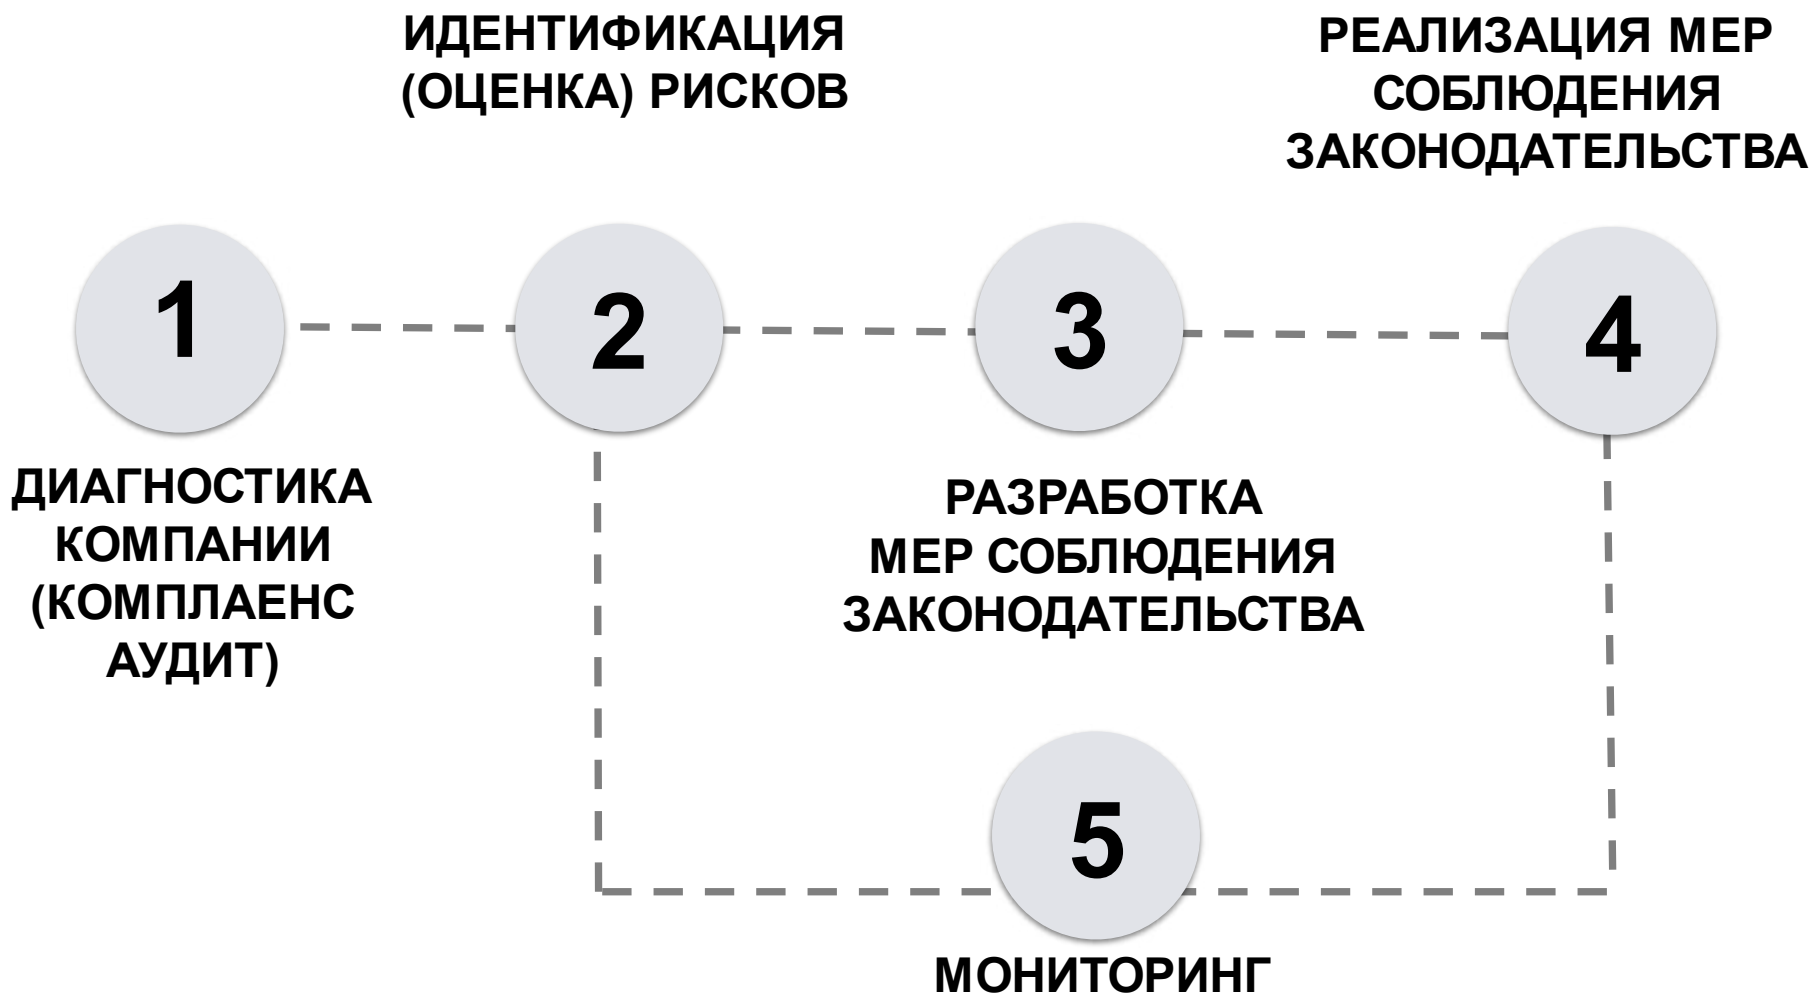 ИДЕНТИФИКАЦИЯ
(ОЦЕНКА) РИСКОВ
РЕАЛИЗАЦИЯ МЕР
СОБЛЮДЕНИЯ
ЗАКОНОДАТЕЛЬСТВА
1
2
3
4
ДИАГНОСТИКА
КОМПАНИИ
(КОМПЛАЕНС
АУДИТ)
РАЗРАБОТКА
МЕР СОБЛЮДЕНИЯ
ЗАКОНОДАТЕЛЬСТВА
5
МОНИТОРИНГ